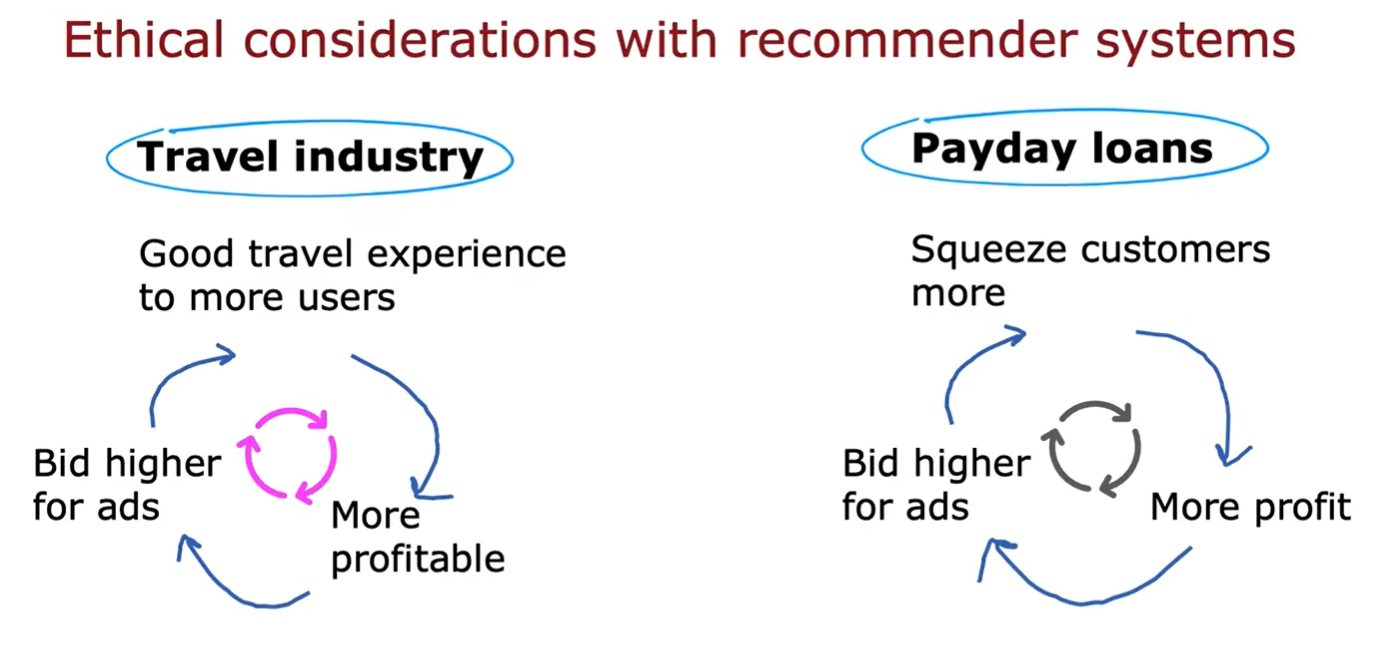 Ethical considerations with recommender systems
Travel industry
Good travel experience
to more users
Bid higher
for ads
More
profitable
Payday loans
Squeeze customers
more
Bid higher
for ads
More profit